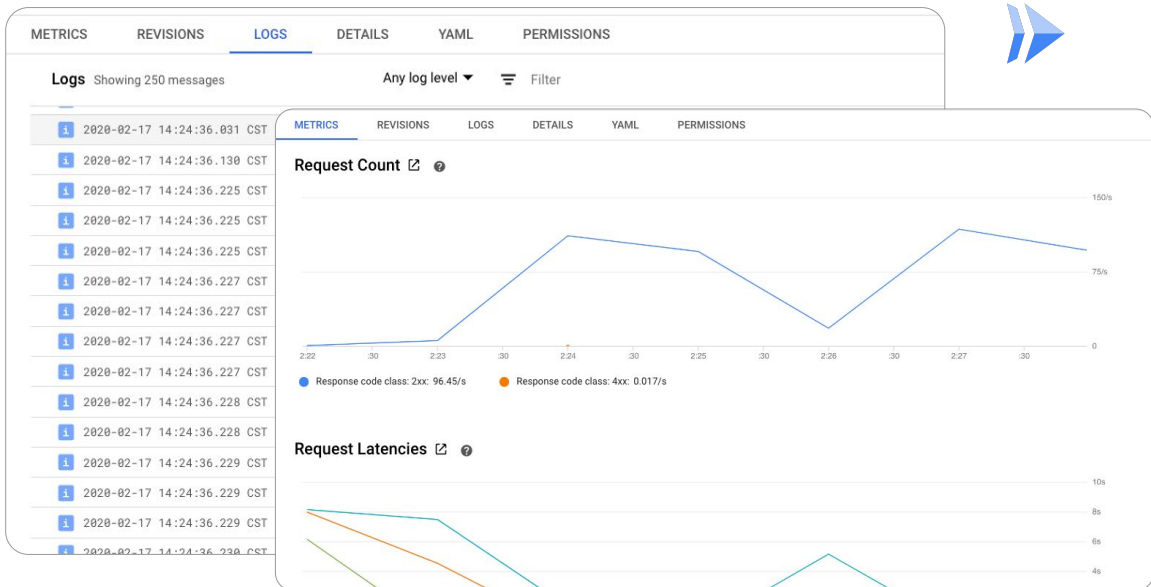 METRICS REVISIONS LOGS DETAILS YAML PERMISSIONS
Logs Showing 250 messages Any log level Filter
i 2020-02-17 14:24:36.031 CST
i 2020-02-17 14:24:36.130 CST
i 2020-02-17 14:24:36.225 CST
i 2020-02-17 14:24:36.225 CST
i 2020-02-17 14:24:36.225 CST
i 2020-02-17 14:24:36.227 CST
i 2020-02-17 14:24:36.227 CST
i 2020-02-17 14:24:36.227 CST
i 2020-02-17 14:24:36.227 CST
i 2020-02-17 14:24:36.228 CST
i 2020-02-17 14:24:36.228 CST
i 2020-02-17 14:24:36.229 CST
i 2020-02-17 14:24:36.229 CST
i 2020-02-17 14:24:36.229 CST
i 2020-02-17 14:24:36.230 CST
METRICS REVISIONS LOGS DETAILS YAML PERMISSIONS
Request Count ?
150/s
75/s
0
2:22 :30 2:23 :30 2:24 :30 2:25 :30 2:26 :30 2:27 :30
Response code class: 2xx: 96.45/s Response code class: 4xx: 0.017/s
Request Latencies ?
10s
8s
6s
4s